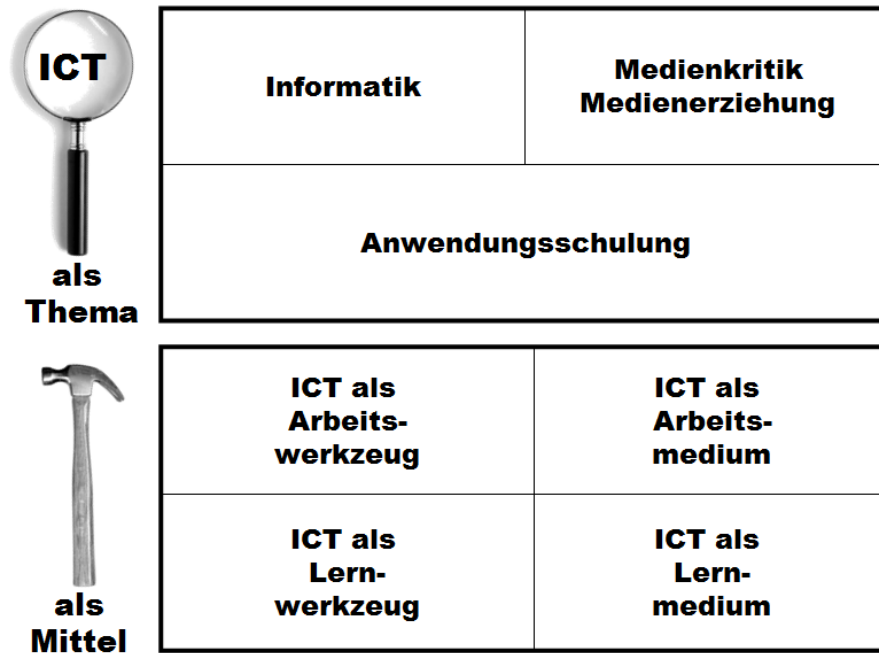 ICT
als
Thema
Informatik
Medienkritik
Medienerziehung
Anwendungsschulung
als
Mittel
ICT als
Arbeits-
werkzeug
ICT als
Arbeits-
medium
ICT als
Lern-
werkzeug
ICT als
Lern-
medium